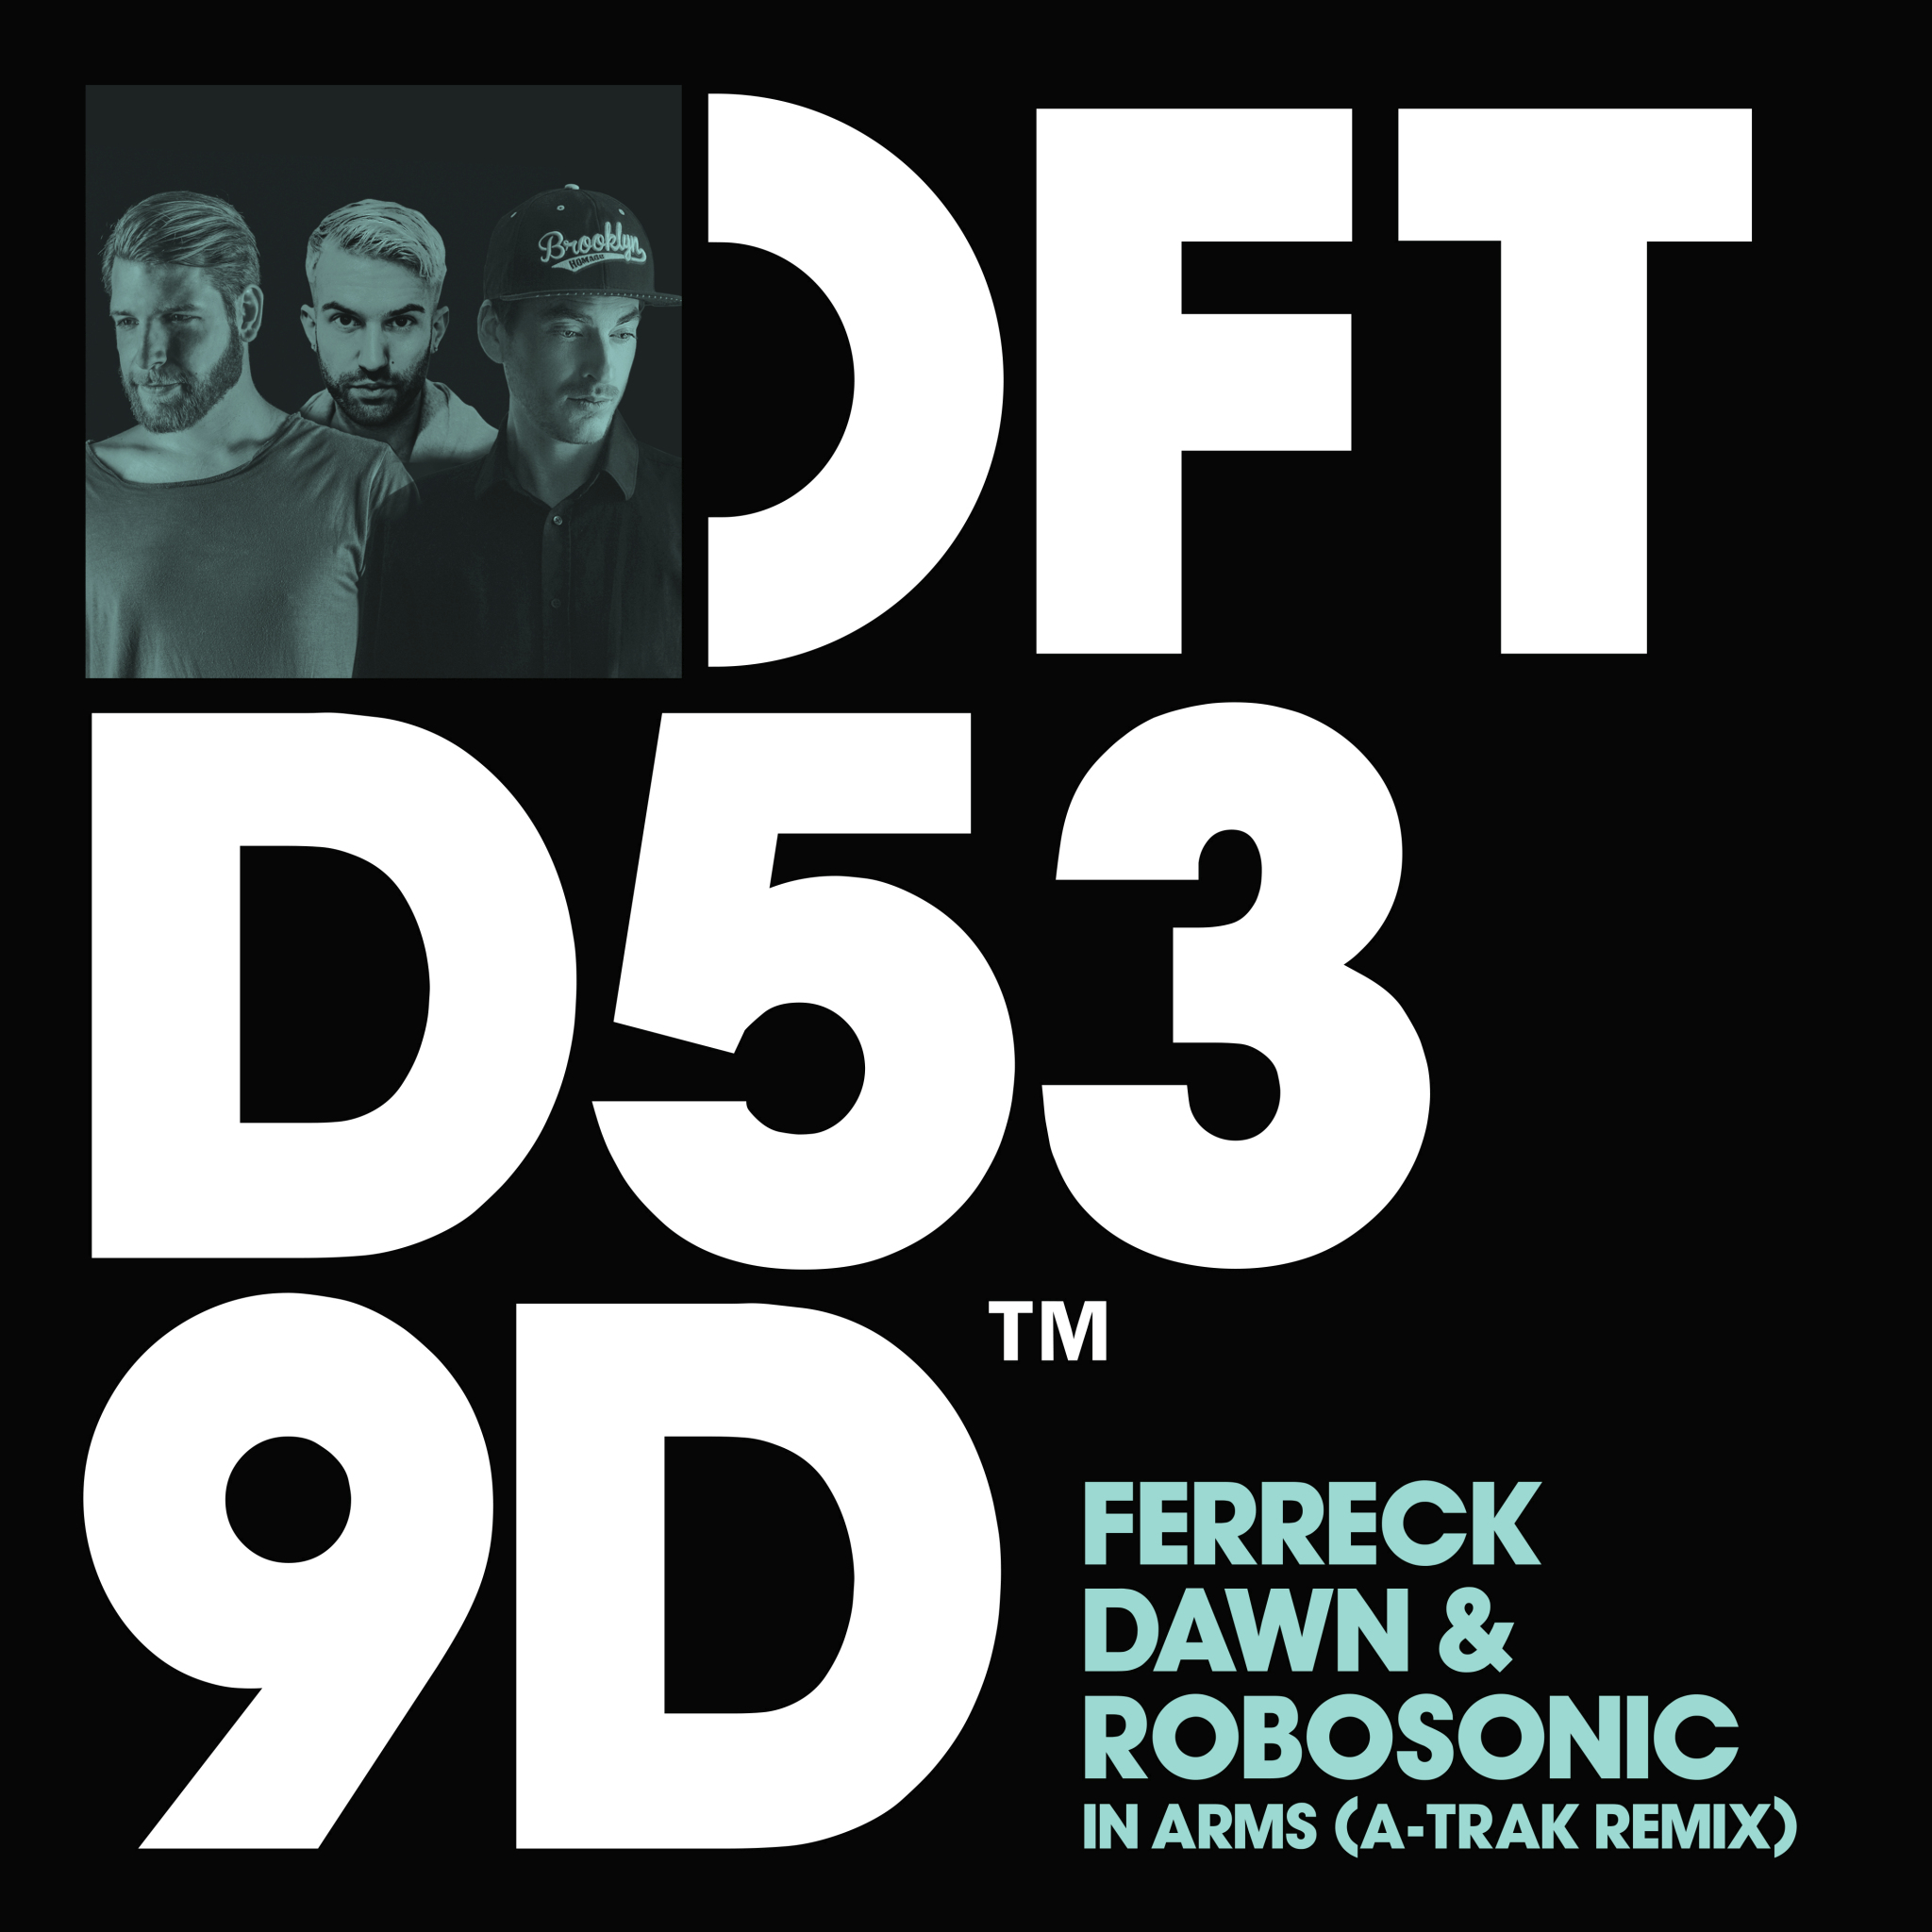 Brooklyn
DFT
D53
9D™
FERRECK
DAWN &
ROBOSONIC
IN ARMS (A-TRAK REMIX)